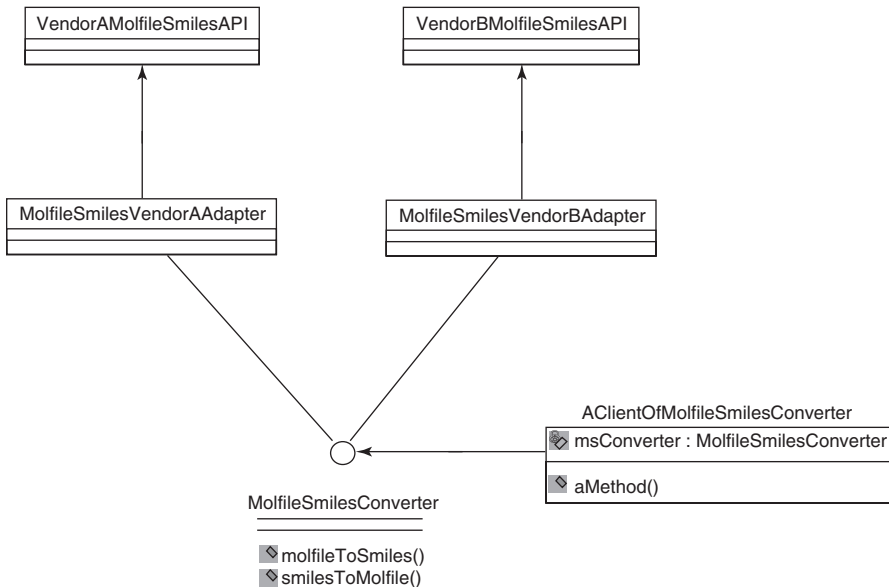 VendorAMolfileSmilesAPI
VendorBMolfileSmilesAPI
MolfileSmilesVendorAAdapter
MolfileSmilesVendorBAdapter
AClientOfMolfileSmilesConverter
msConverter : MolfileSmilesConverter
aMethod()
MolfileSmilesConverter
molfileToSmiles()
smilesToMolfile()